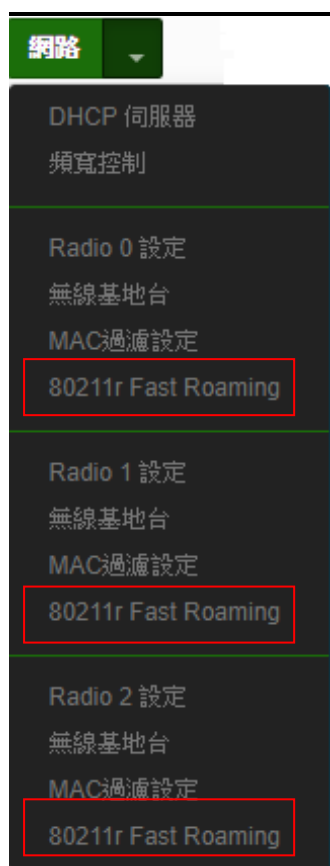 網路
DHCP 伺服器
頻寬控制
Radio 0 設定
無線基地台
MAC過濾設定
80211r Fast Roaming
Radio 1 設定
無線基地台
MAC過濾設定
80211r Fast Roaming
Radio 2 設定
無線基地台
MAC過濾設定
80211r Fast Roaming